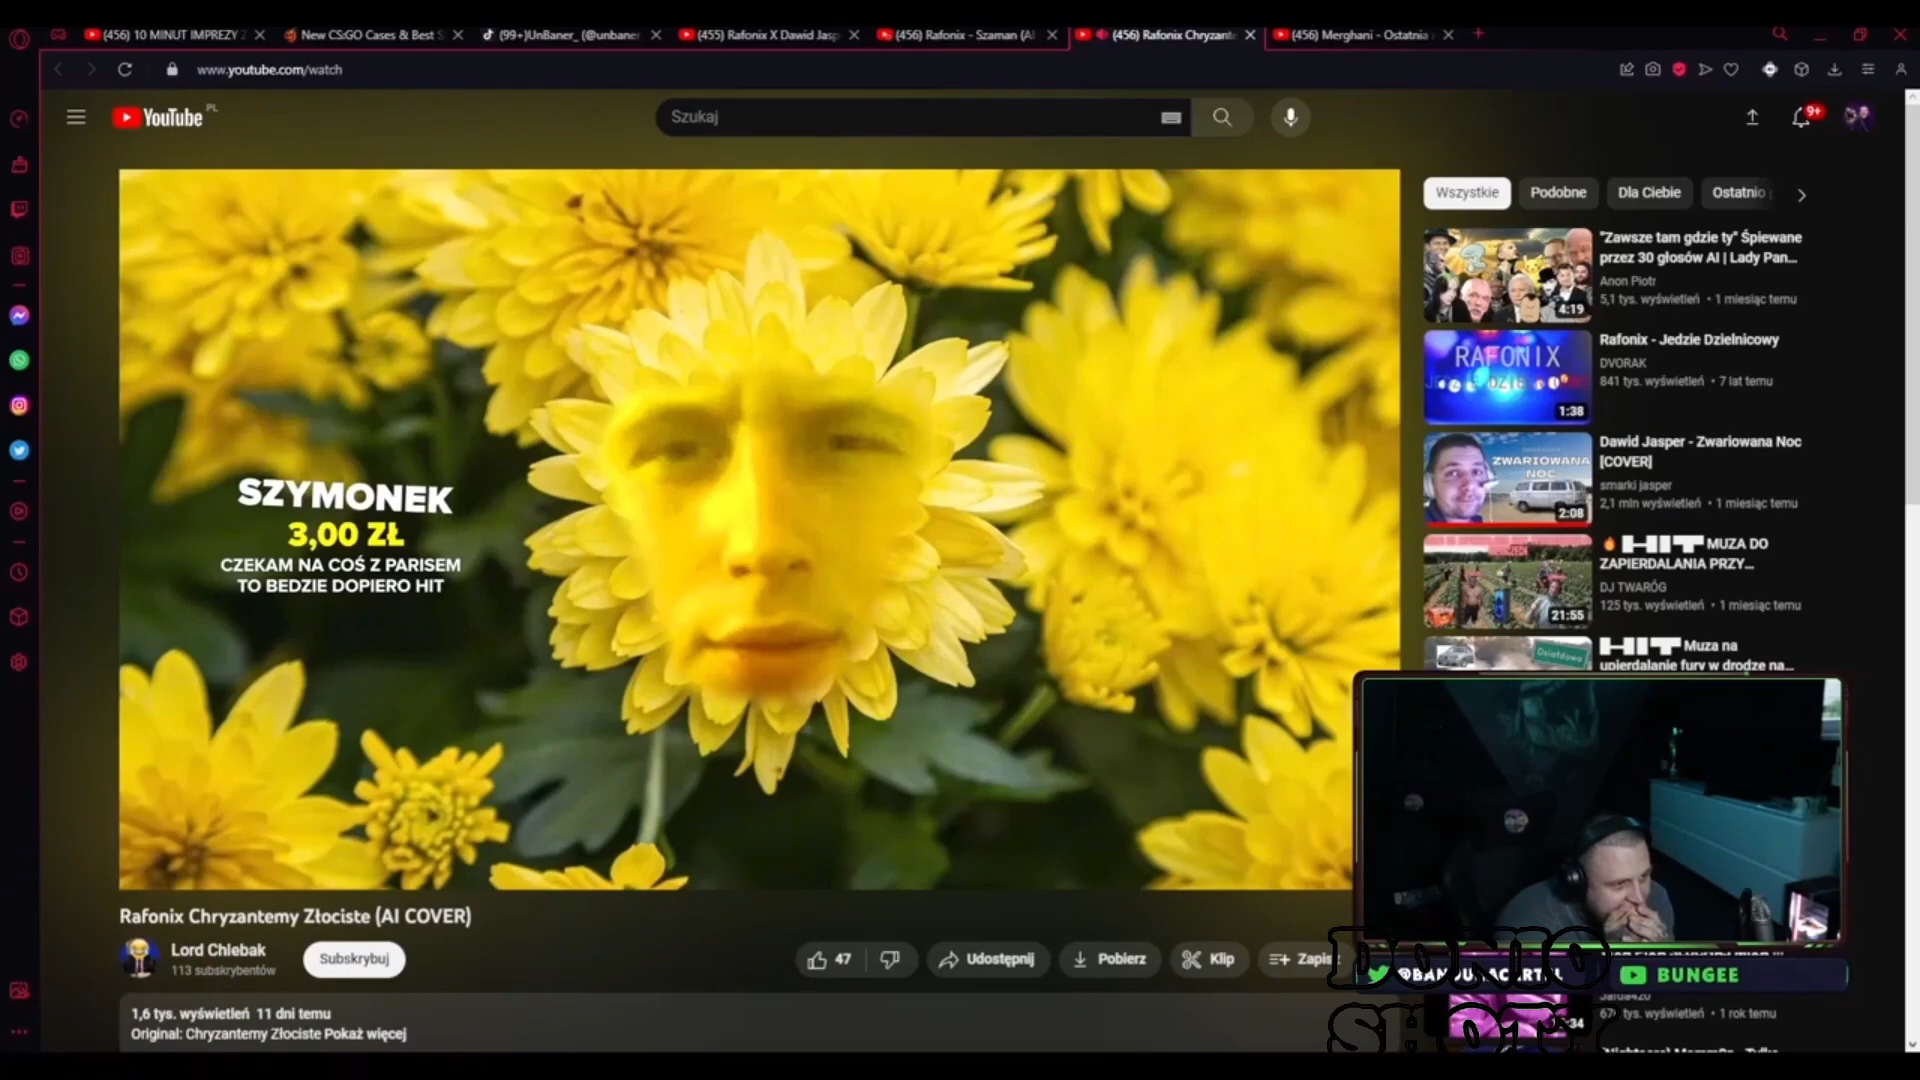 (456) 10 MINUT IMPREZY Z
New CS:GO Cases & Best S
(99+)UnBaner_ (@unbaner
(455) Rafonix X Dawid Jasp
(456) Rafonix - Szaman (AI
(456) Rafonix Chryzant
(456) Merghani - Ostatnia
www.youtube.com/watch
YouTube PL
Szukaj
9+
SZYMONEK
3,00 ZŁ
CZEKAM NA COŚ Z PARISEM
TO BEDZIE DOPIERO HIT
Wszystkie
Podobne
Dla Ciebie
Ostatnio
"Zawsze tam gdzie ty" Śpiewane
przez 30 głosów AI | Lady Pan...
Anon Piotr
5,1 tys. wyświetleń • 1 miesiąc temu
4:19
RAFONIX
Rafonix - Jedzie Dzielnicowy
DVORAK
841 tys. wyświetleń • 7 lat temu
1:38
ZWARIOWANA
NOC
Dawid Jasper - Zwariowana Noc
[COVER]
smarki jasper
2,1 mln wyświetleń • 1 miesiąc temu
2:08
HIT MUZA DO
ZAPIERDALANIA PRZY...
DJ TWARÓG
125 tys. wyświetleń • 1 miesiąc temu
21:55
Działdowo
HIT Muza na
upierdalanie fury w drodze na...
Rafonix Chryzantemy Złociste (AI COVER)
Lord Chlebak
113 subskrybentów
Subskrybuj
47
Udostępnij
Pobierz
Klip
Zapisz
1,6 tys. wyświetleń 11 dni temu
Original: Chryzantemy Złociste Pokaż więcej
DONIO
SHOTY
BUNGEE
tys. wyświetleń • 1 rok temu